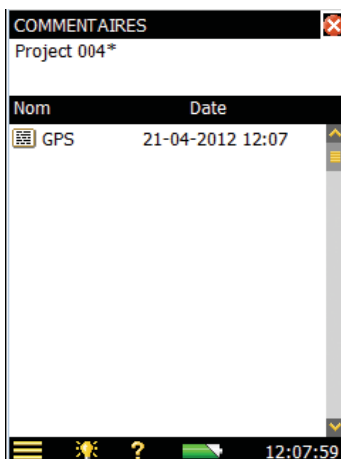 COMMENTAIRES
Project 004*
Nom Date
GPS 21-04-2012 12:07
? 12:07:59